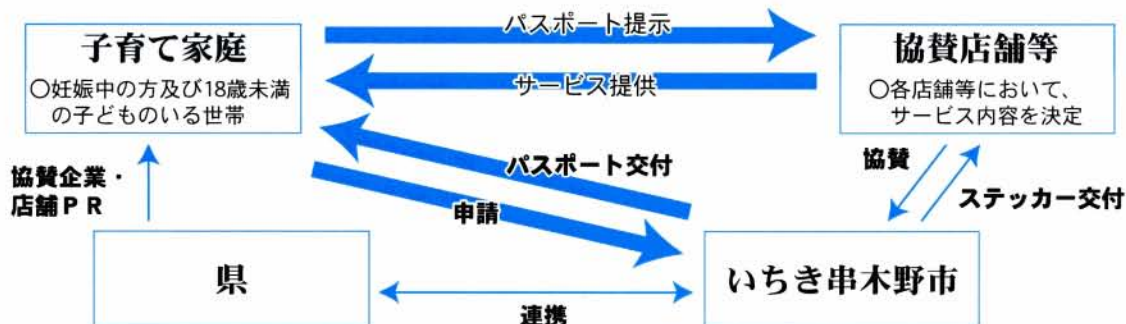 パスポート提示
子育て家庭
○妊娠中の方及び18歳未満
の子どものいる世帯
サービス提供
協賛店舗等
○各店舗等において、
サービス内容を決定
協賛企業・
店舗ＰＲ
パスポート交付
申請
協賛
ステッカー交付
県
連携
いちき串木野市